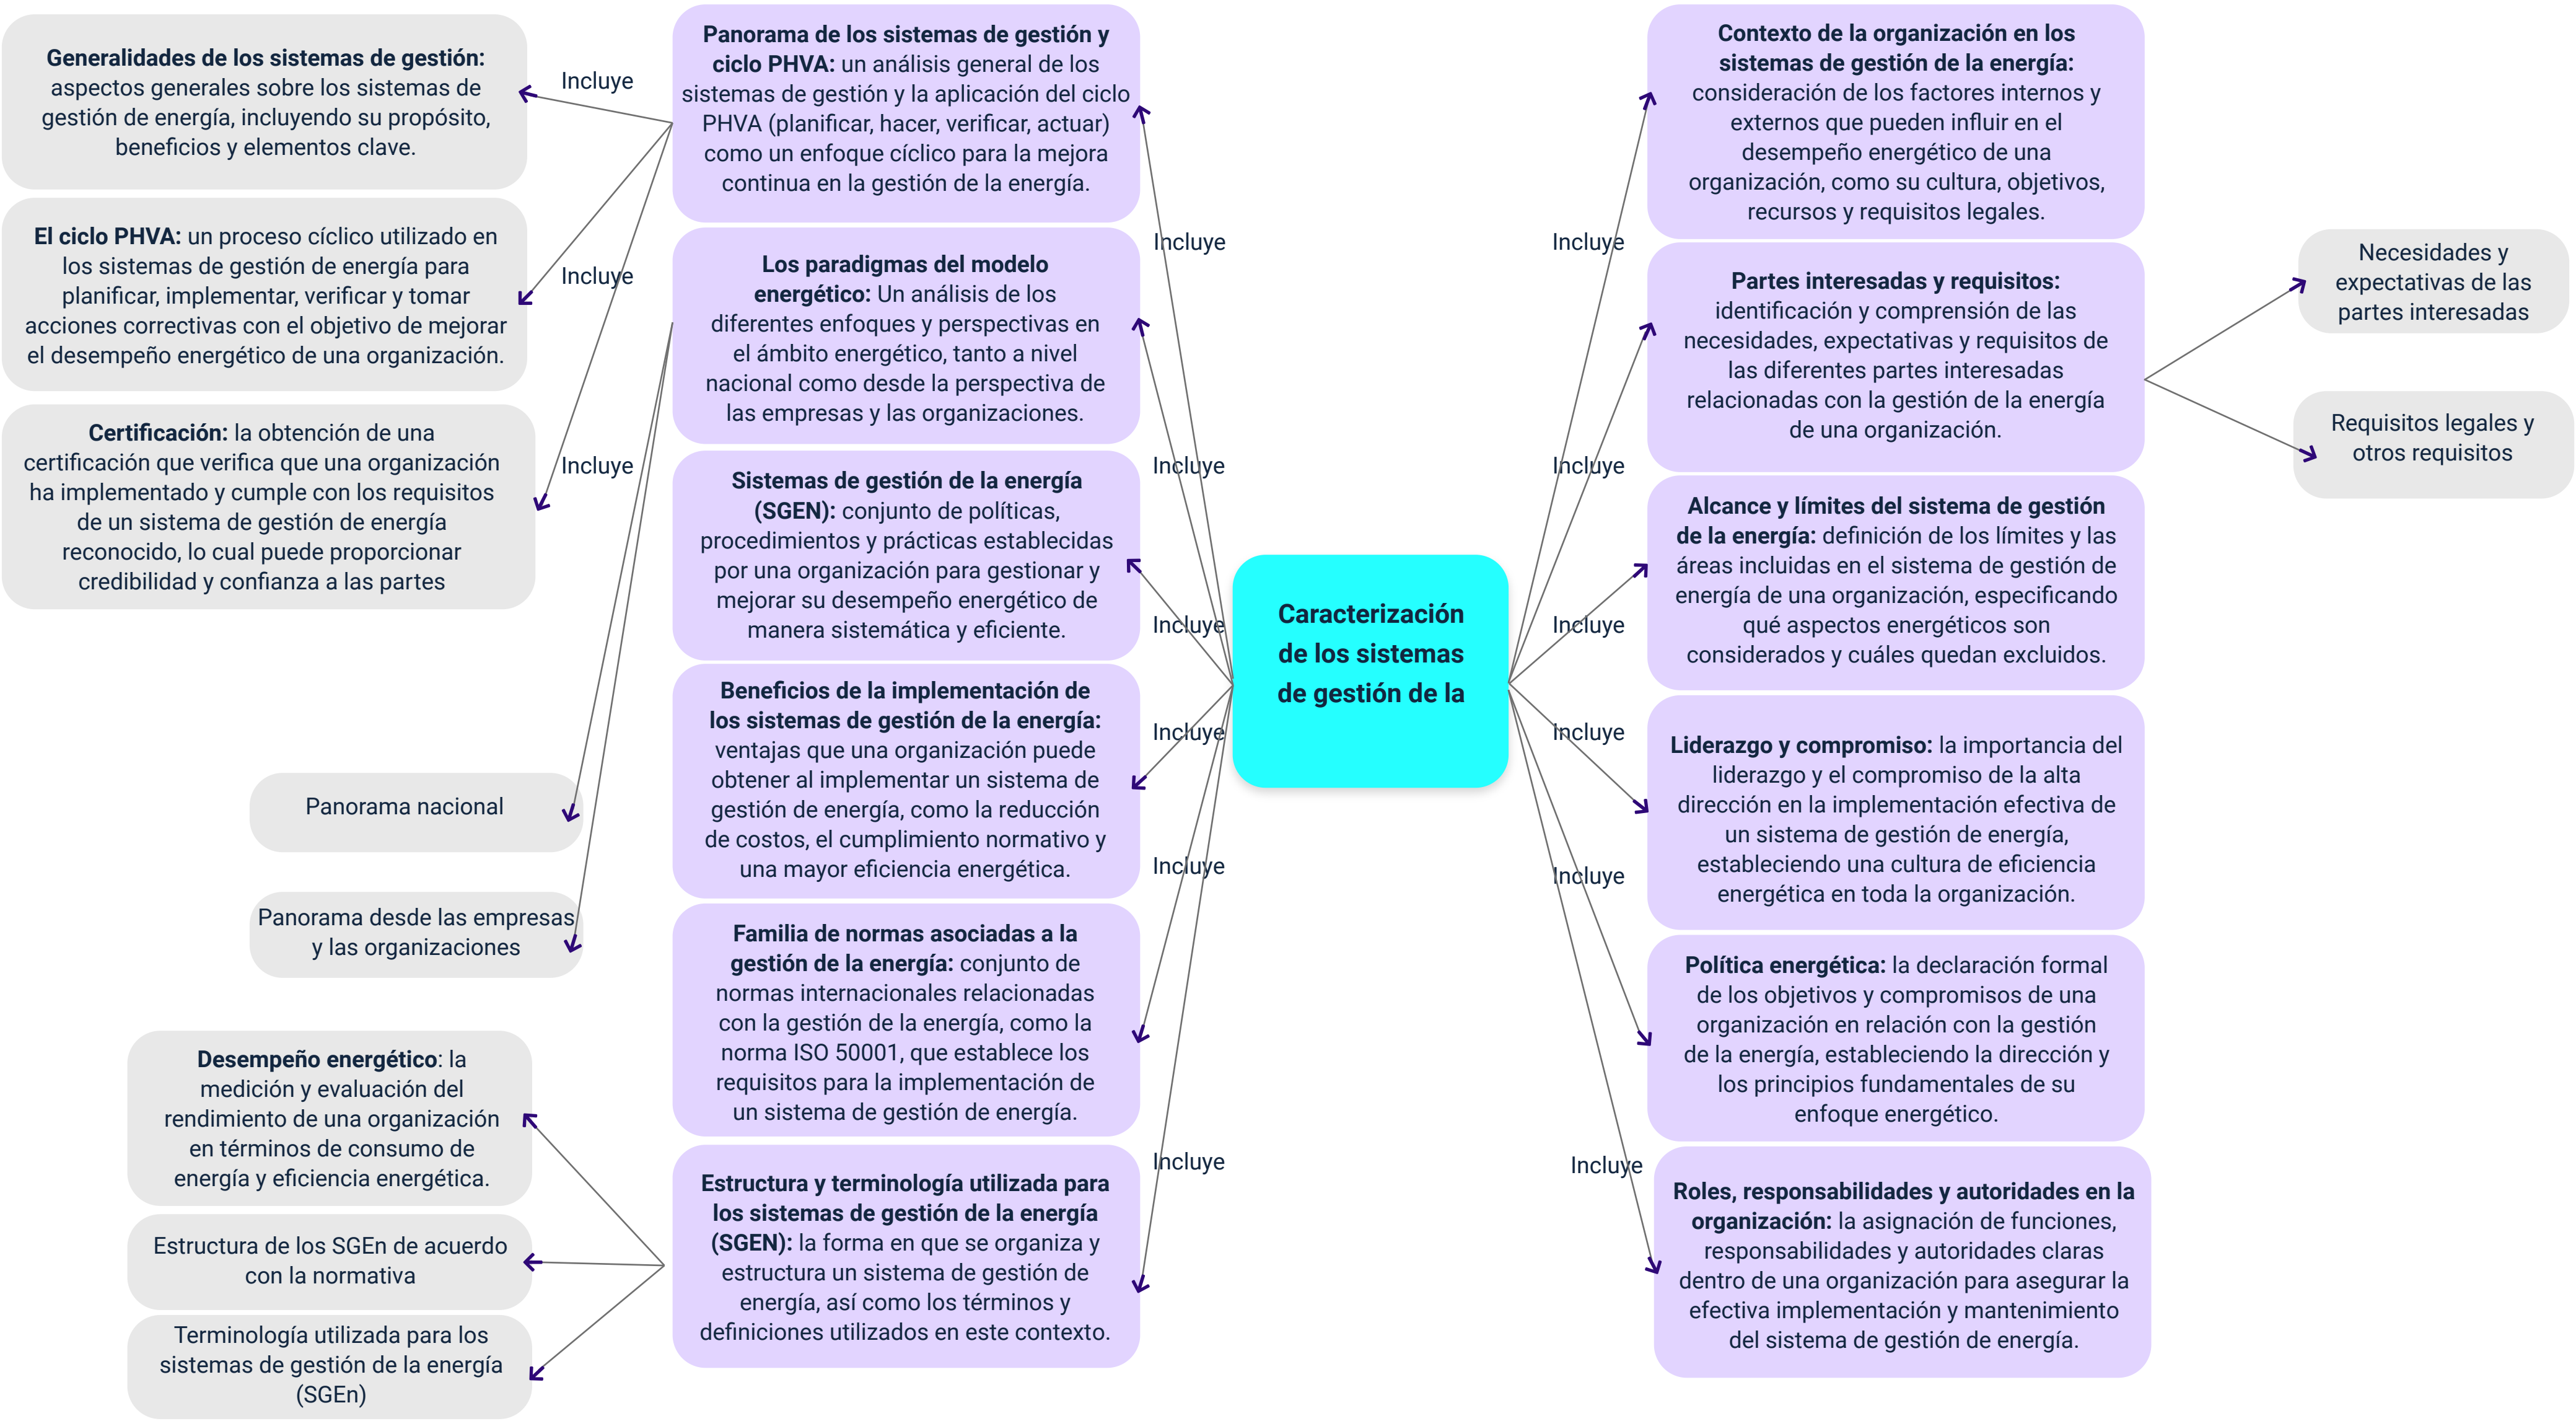 Generalidades de los sistemas de gestión:
aspectos generales sobre los sistemas de
gestión de energía, incluyendo su propósito,
beneficios y elementos clave.
El ciclo PHVA: un proceso cíclico utilizado en
los sistemas de gestión de energía para
planificar, implementar, verificar y tomar
acciones correctivas con el objetivo de mejorar
el desempeño energético de una organización.
Certificación: la obtención de una
certificación que verifica que una organización
ha implementado y cumple con los requisitos
de un sistema de gestión de energía
reconocido, lo cual puede proporcionar
credibilidad y confianza a las partes
Panorama nacional
Panorama desde las empresas
y las organizaciones
Desempeño energético: la
medición y evaluación del
rendimiento de una organización
en términos de consumo de
energía y eficiencia energética.
Estructura de los SGEn de acuerdo
con la normativa
Terminología utilizada para los
sistemas de gestión de la energía
(SGEn)
Incluye
Incluye
Incluye
Panorama de los sistemas de gestión y
ciclo PHVA: un análisis general de los
sistemas de gestión y la aplicación del ciclo
PHVA (planificar, hacer, verificar, actuar)
como un enfoque cíclico para la mejora
continua en la gestión de la energía.
Los paradigmas del modelo
energético: Un análisis de los
diferentes enfoques y perspectivas en
el ámbito energético, tanto a nivel
nacional como desde la perspectiva de
las empresas y las organizaciones.
Sistemas de gestión de la energía
(SGEN): conjunto de políticas,
procedimientos y prácticas establecidas
por una organización para gestionar y
mejorar su desempeño energético de
manera sistemática y eficiente.
Beneficios de la implementación de
los sistemas de gestión de la energía:
ventajas que una organización puede
obtener al implementar un sistema de
gestión de energía, como la reducción
de costos, el cumplimiento normativo y
una mayor eficiencia energética.
Familia de normas asociadas a la
gestión de la energía: conjunto de
normas internacionales relacionadas
con la gestión de la energía, como la
norma ISO 50001, que establece los
requisitos para la implementación de
un sistema de gestión de energía.
Estructura y terminología utilizada para
los sistemas de gestión de la energía
(SGEN): la forma en que se organiza y
estructura un sistema de gestión de
energía, así como los términos y
definiciones utilizados en este contexto.
Incluye
Incluye
Incluye
Incluye
Incluye
Incluye
Caracterización
de los sistemas
de gestión de la
Incluye
Incluye
Incluye
Incluye
Incluye
Incluye
Contexto de la organización en los
sistemas de gestión de la energía:
consideración de los factores internos y
externos que pueden influir en el
desempeño energético de una
organización, como su cultura, objetivos,
recursos y requisitos legales.
Partes interesadas y requisitos:
identificación y comprensión de las
necesidades, expectativas y requisitos de
las diferentes partes interesadas
relacionadas con la gestión de la energía
de una organización.
Alcance y límites del sistema de gestión
de la energía: definición de los límites y las
áreas incluidas en el sistema de gestión de
energía de una organización, especificando
qué aspectos energéticos son
considerados y cuáles quedan excluidos.
Liderazgo y compromiso: la importancia del
liderazgo y el compromiso de la alta
dirección en la implementación efectiva de
un sistema de gestión de energía,
estableciendo una cultura de eficiencia
energética en toda la organización.
Política energética: la declaración formal
de los objetivos y compromisos de una
organización en relación con la gestión
de la energía, estableciendo la dirección y
los principios fundamentales de su
enfoque energético.
Roles, responsabilidades y autoridades en la
organización: la asignación de funciones,
responsabilidades y autoridades claras
dentro de una organización para asegurar la
efectiva implementación y mantenimiento
del sistema de gestión de energía.
Necesidades y
expectativas de las
partes interesadas
Requisitos legales y
otros requisitos